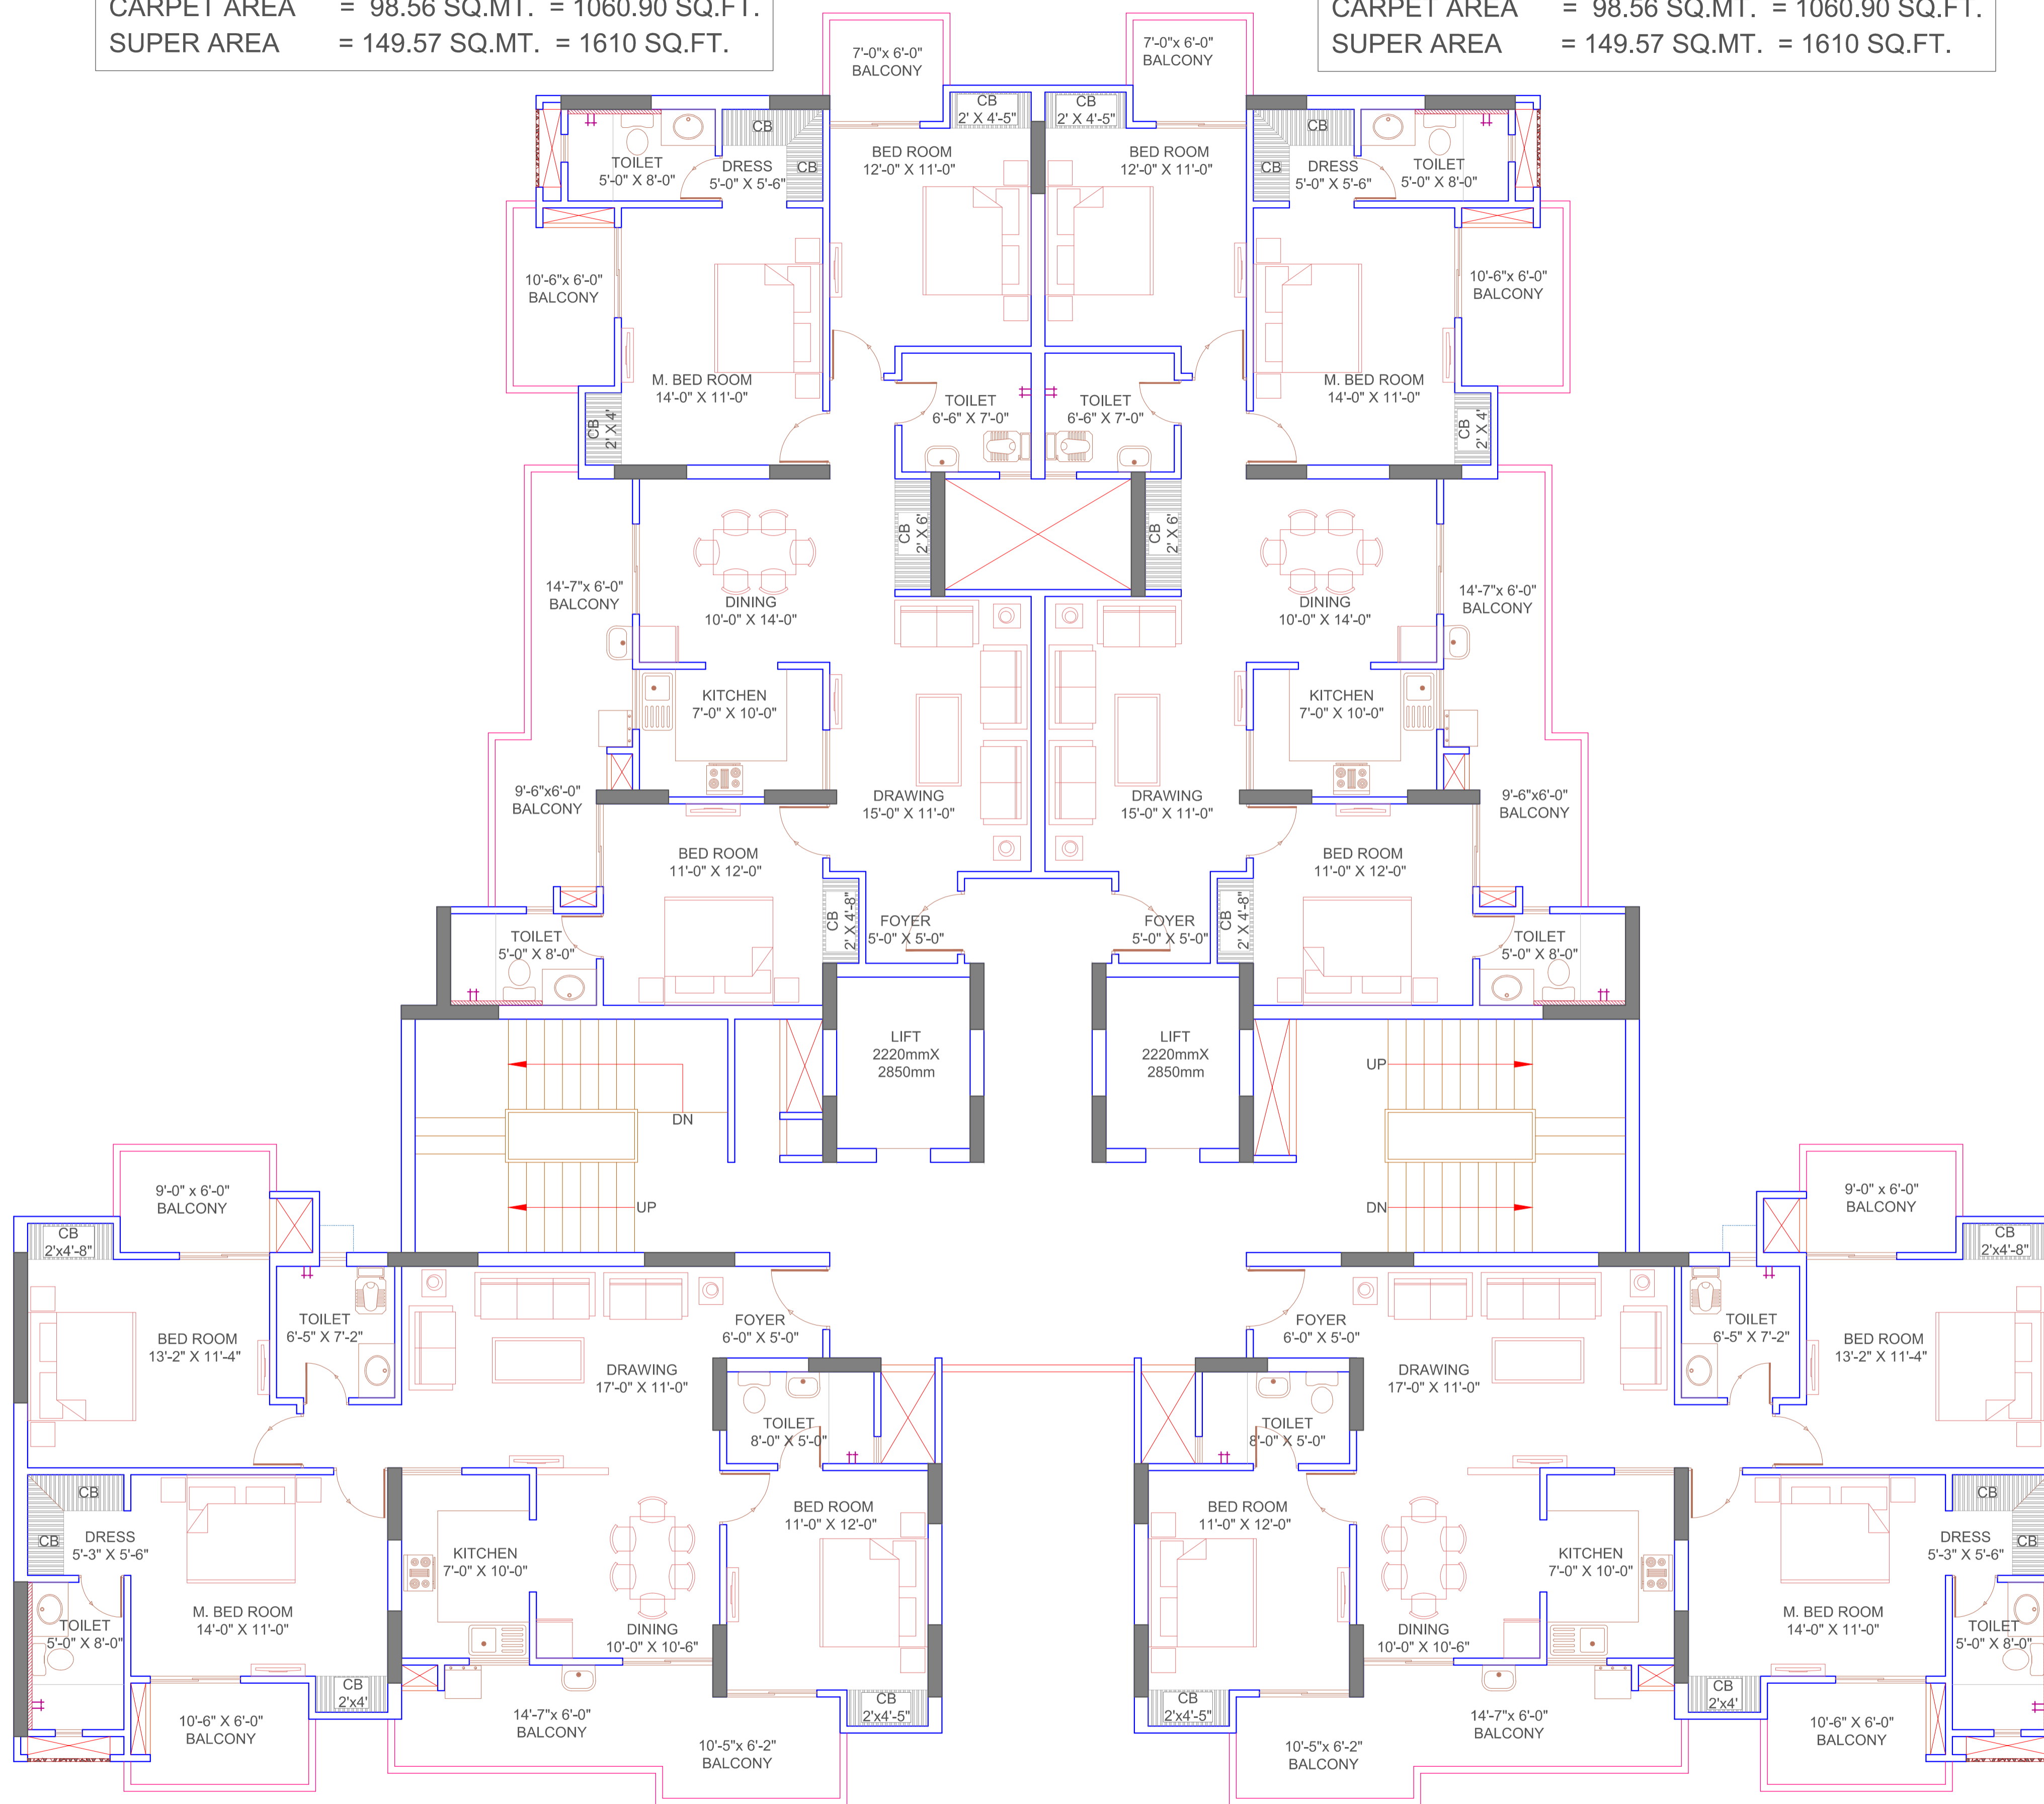 CARPET AREA = 98.56 SQ.MT. = 1060.90 SQ.FT.
SUPER AREA = 149.57 SQ.MT. = 1610 SQ.FT.
CARPET AREA = 98.56 SQ.MT. = 1060.90 SQ.FT.
SUPER AREA = 149.57 SQ.MT. = 1610 SQ.FT.
7'-0"x 6'-0"
BALCONY
7'-0"x 6'-0"
BALCONY
CB
2' X 4'-5"
CB
2' X 4'-5"
CB
CB
TOILET
5'-0" X 8'-0"
DRESS
5'-0" X 5'-6"
BED ROOM
12'-0" X 11'-0"
BED ROOM
12'-0" X 11'-0"
CB
CB
DRESS
5'-0" X 5'-6"
TOILET
5'-0" X 8'-0"
10'-6"x 6'-0"
BALCONY
10'-6"x 6'-0"
BALCONY
M. BED ROOM
14'-0" X 11'-0"
M. BED ROOM
14'-0" X 11'-0"
CB
2' X 4'
TOILET
6'-6" X 7'-0"
TOILET
6'-6" X 7'-0"
CB
2' X 4'
CB
2' X 6'
CB
2' X 6'
14'-7"x 6'-0"
BALCONY
DINING
10'-0" X 14'-0"
DINING
10'-0" X 14'-0"
14'-7"x 6'-0"
BALCONY
KITCHEN
7'-0" X 10'-0"
KITCHEN
7'-0" X 10'-0"
9'-6"x6'-0"
BALCONY
DRAWING
15'-0" X 11'-0"
DRAWING
15'-0" X 11'-0"
9'-6"x6'-0"
BALCONY
BED ROOM
11'-0" X 12'-0"
BED ROOM
11'-0" X 12'-0"
CB
2' X 4'-8"
FOYER
5'-0" X 5'-0"
FOYER
5'-0" X 5'-0"
CB
2' X 4'-8"
TOILET
5'-0" X 8'-0"
TOILET
5'-0" X 8'-0"
LIFT
2220mmX
2850mm
LIFT
2220mmX
2850mm
UP
DN
UP
DN
9'-0" x 6'-0"
BALCONY
9'-0" x 6'-0"
BALCONY
CB
2'x4'-8"
CB
2'x4'-8"
BED ROOM
13'-2" X 11'-4"
TOILET
6'-5" X 7'-2"
FOYER
6'-0" X 5'-0"
FOYER
6'-0" X 5'-0"
TOILET
6'-5" X 7'-2"
BED ROOM
13'-2" X 11'-4"
DRAWING
17'-0" X 11'-0"
DRAWING
17'-0" X 11'-0"
TOILET
8'-0" X 5'-0"
TOILET
8'-0" X 5'-0"
CB
CB
DRESS
5'-3" X 5'-6"
BED ROOM
11'-0" X 12'-0"
BED ROOM
11'-0" X 12'-0"
CB
CB
DRESS
5'-3" X 5'-6"
KITCHEN
7'-0" X 10'-0"
KITCHEN
7'-0" X 10'-0"
TOILET
5'-0" X 8'-0"
M. BED ROOM
14'-0" X 11'-0"
DINING
10'-0" X 10'-6"
DINING
10'-0" X 10'-6"
M. BED ROOM
14'-0" X 11'-0"
TOILET
5'-0" X 8'-0"
CB
2'x4'
CB
2'x4'-5"
CB
2'x4'-5"
CB
2'x4'
10'-6" X 6'-0"
BALCONY
14'-7"x 6'-0"
BALCONY
10'-5"x 6'-2"
BALCONY
10'-5"x 6'-2"
BALCONY
14'-7"x 6'-0"
BALCONY
10'-6" X 6'-0"
BALCONY